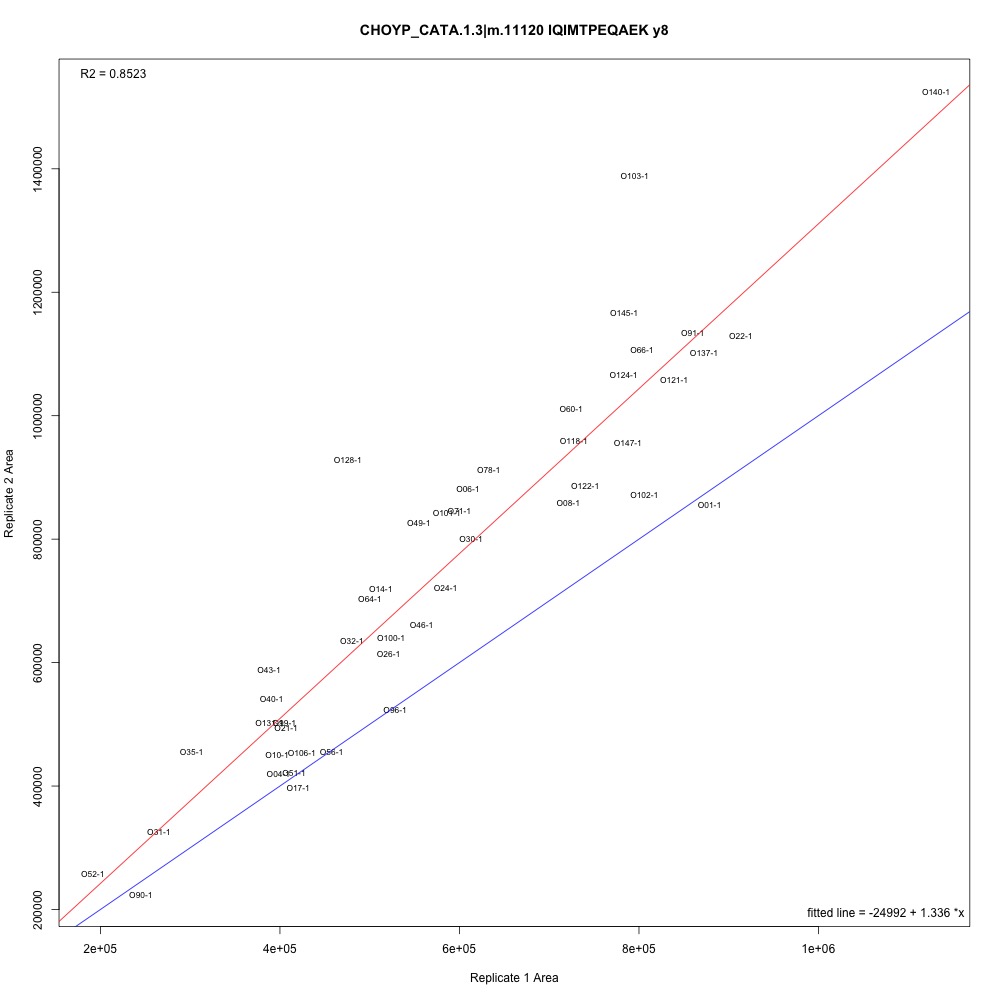 CHOYP_CATA.1.3|m.11120 IQIMTPEQAEK y8
R2 = 0.8523
O140-1
O103-1
O145-1
O91-1
O22-1
O66-1
O137-1
O124-1
O121-1
O60-1
O118-1
O147-1
O128-1
O78-1
O06-1
O122-1
O102-1
O08-1
O01-1
O71-1
O49-1
O30-1
O14-1
O24-1
O64-1
O46-1
O32-1
O100-1
O26-1
O43-1
O40-1
O96-1
O21-1
O35-1
O10-1
O106-1
O56-1
O04-1
O51-1
O17-1
O31-1
O52-1
O90-1
fitted line = -24992 + 1.336 *x
200000
400000
600000
800000
1000000
1200000
1400000
Replicate 2 Area
2e+05
4e+05
6e+05
8e+05
1e+06
Replicate 1 Area